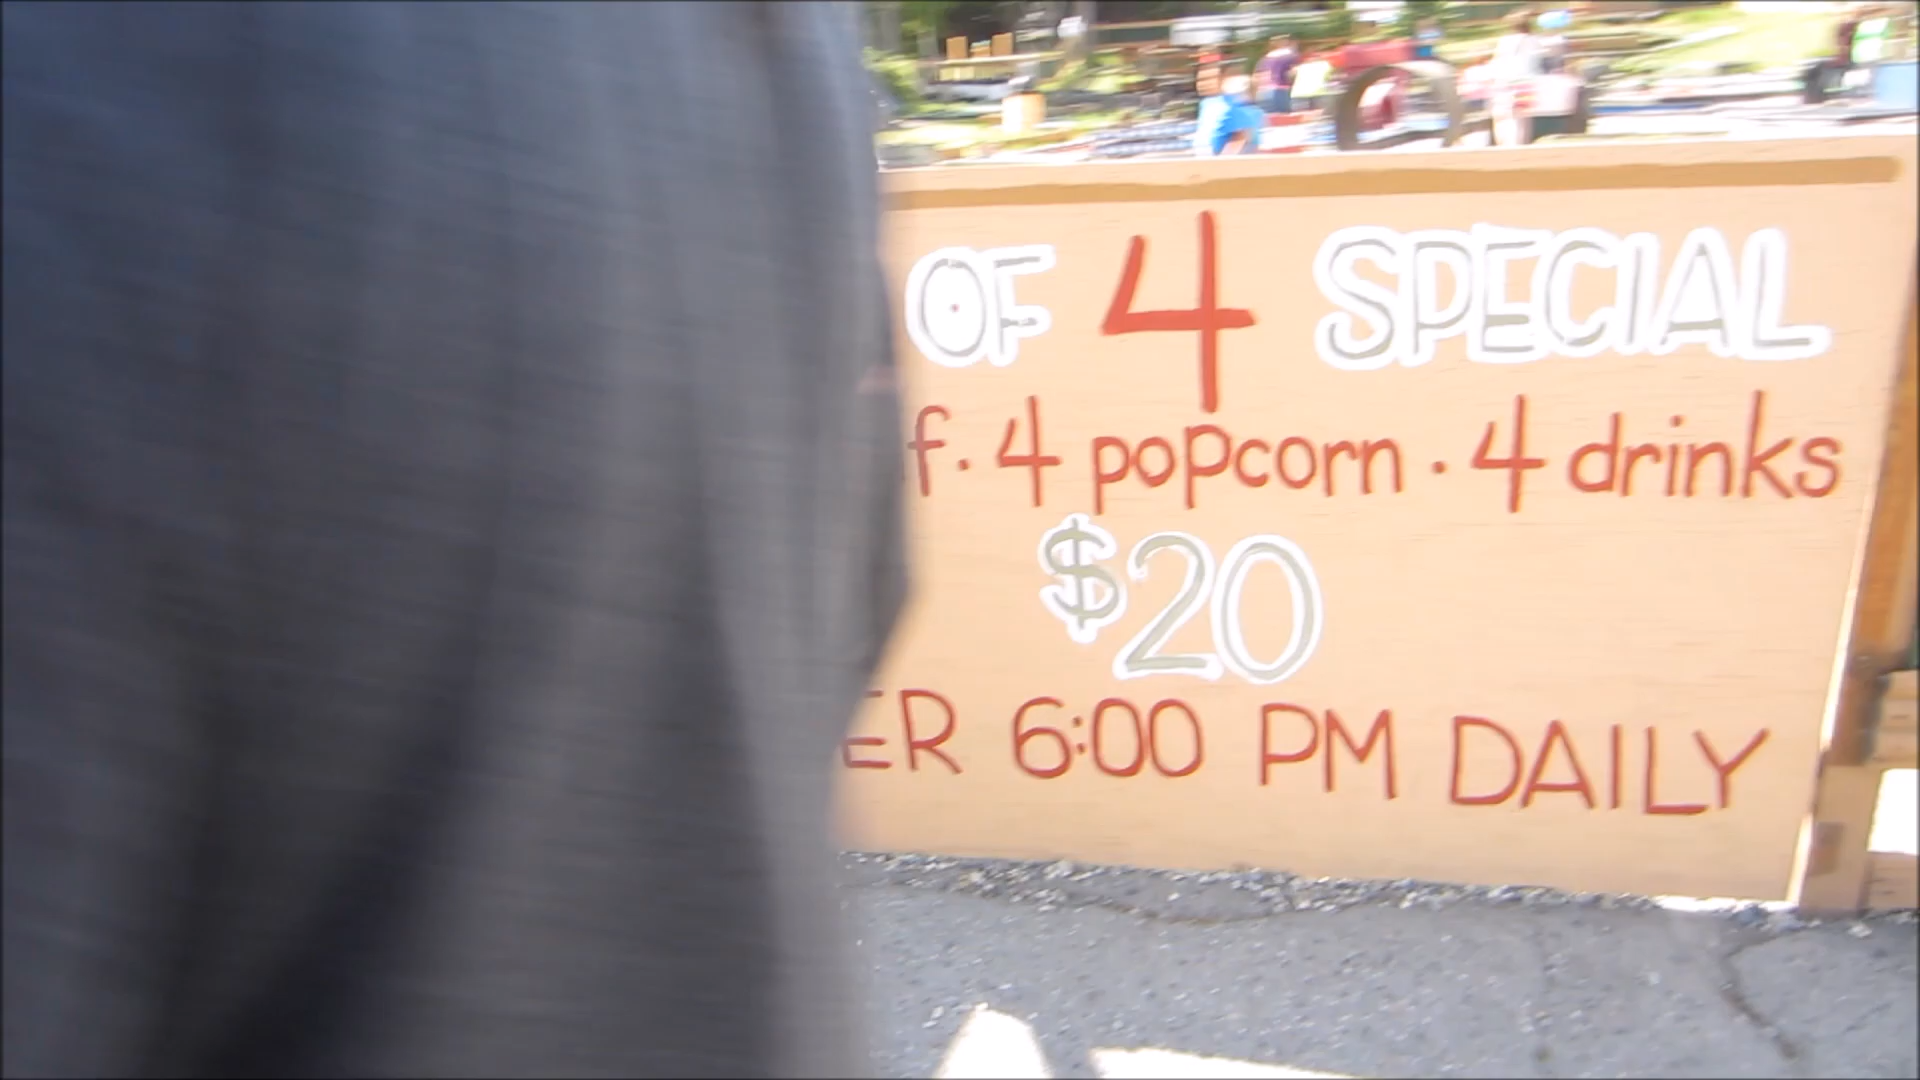 OF 4 SPECIAL
f · 4 popcorn · 4 drinks
$20
ER 6:00 PM DAILY